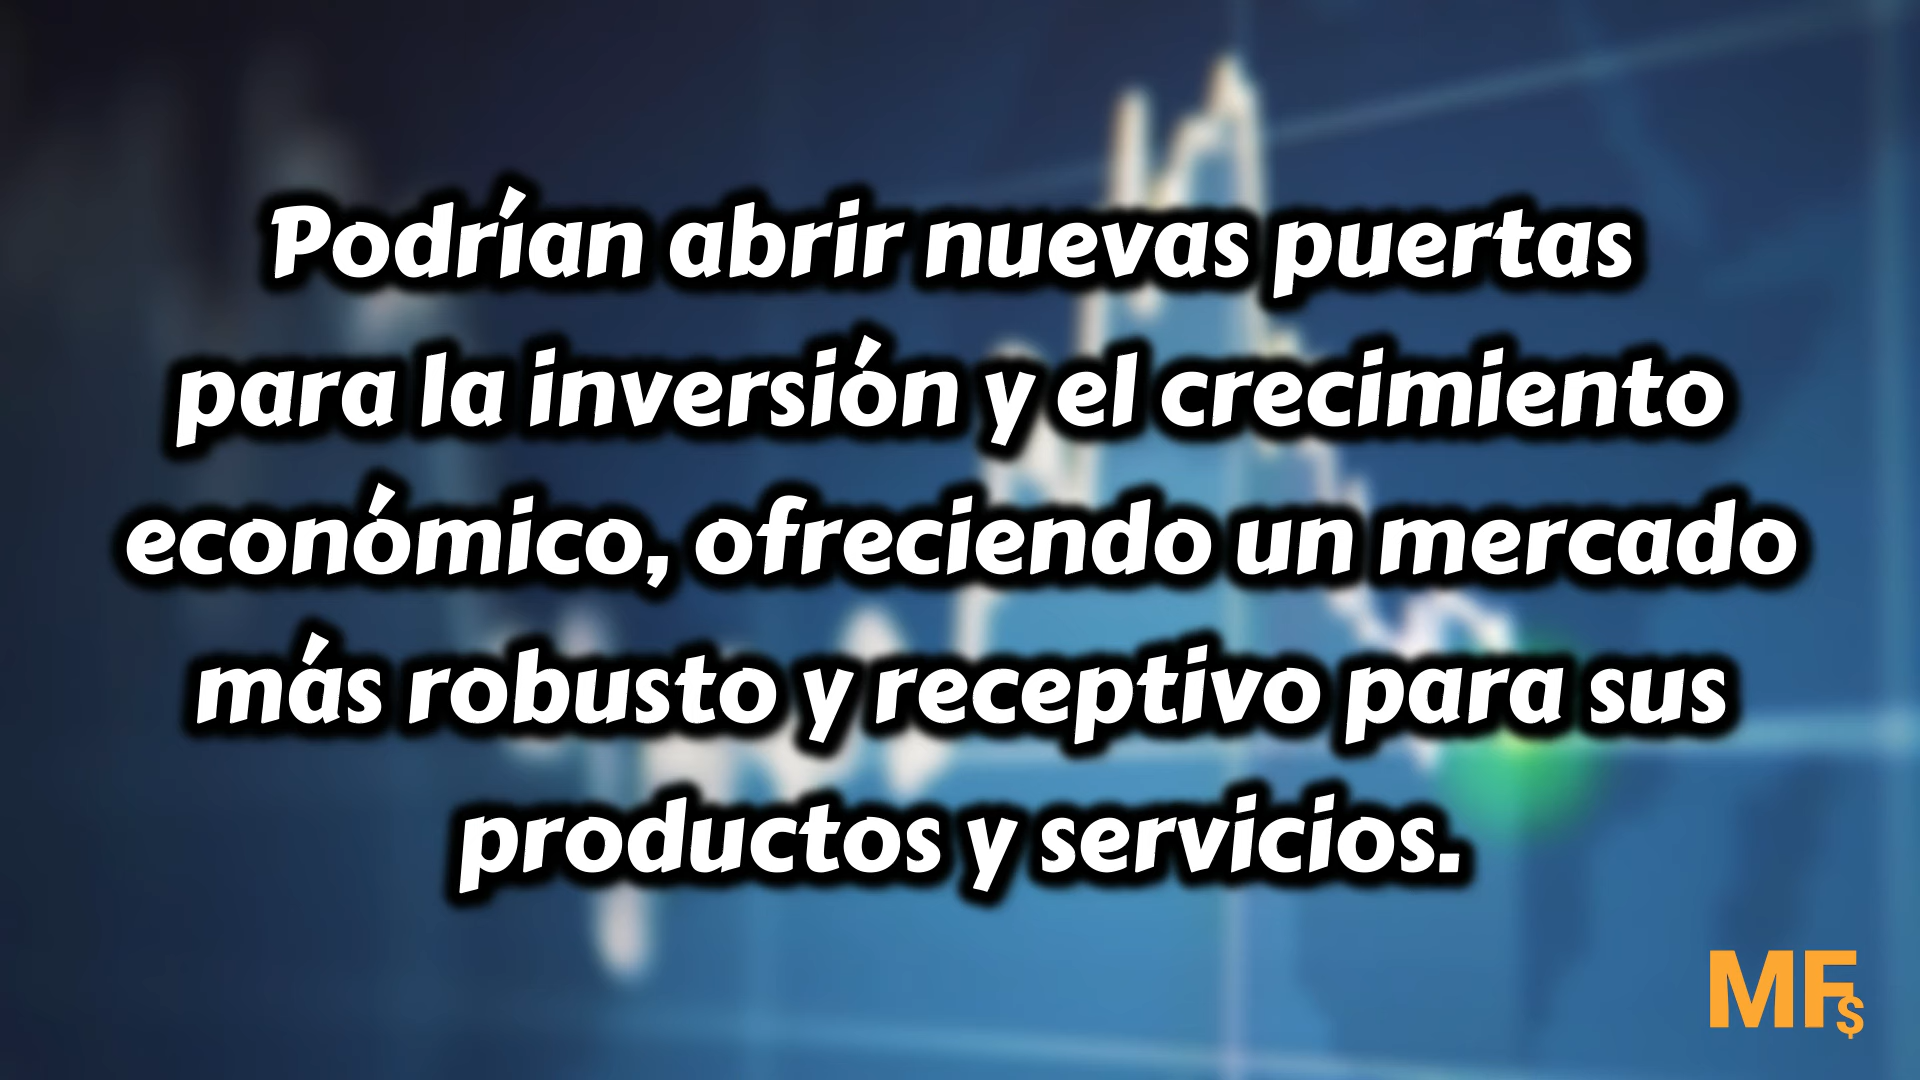 Podrían abrir nuevas puertas
para la inversión y el crecimiento
económico, ofreciendo un mercado
más robusto y receptivo para sus
productos y servicios.
MF$